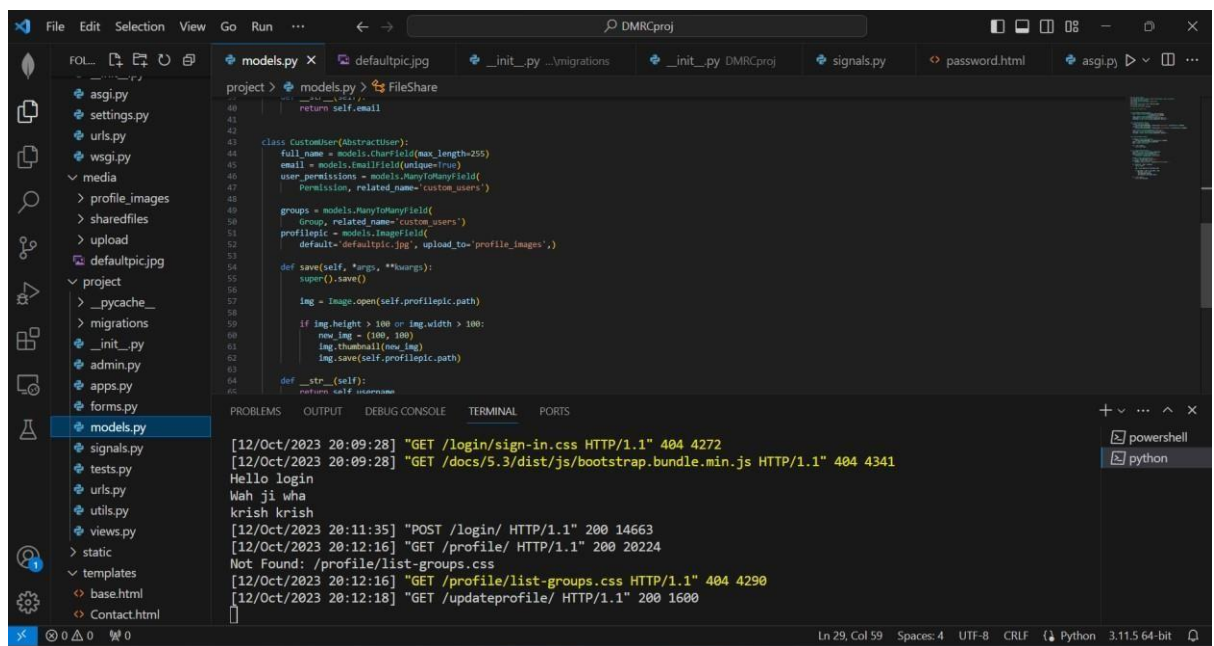 File Edit Selection View Go Run ··· ← → DMRCproj
FOL...
models.py × defaultpic.jpg __init__.py ...\migrations __init__.py DMRCproj signals.py password.html asgi.py ···
project > models.py > FileShare
__init__.py
asgi.py
settings.py
urls.py
wsgi.py
media
> profile_images
> sharedfiles
> upload
defaultpic.jpg
project
> __pycache__
> migrations
__init__.py
admin.py
apps.py
forms.py
models.py
signals.py
tests.py
urls.py
utils.py
views.py
> static
templates
base.html
Contact.html
39 def __str__(self):
40 return self.email
41
42
43 class CustomUser(AbstractUser):
44 full_name = models.CharField(max_length=255)
45 email = models.EmailField(unique=True)
46 user_permissions = models.ManyToManyField(
47 Permission, related_name='custom_users')
48
49 groups = models.ManyToManyField(
50 Group, related_name='custom_users')
51 profilepic = models.ImageField(
52 default='defaultpic.jpg', upload_to='profile_images',)
53
54 def save(self, *args, **kwargs):
55 super().save()
56
57 img = Image.open(self.profilepic.path)
58
59 if img.height > 100 or img.width > 100:
60 new_img = (100, 100)
61 img.thumbnail(new_img)
62 img.save(self.profilepic.path)
63
64 def __str__(self):
65 return self.username
PROBLEMS OUTPUT DEBUG CONSOLE TERMINAL PORTS
[12/Oct/2023 20:09:28] "GET /login/sign-in.css HTTP/1.1" 404 4272
[12/Oct/2023 20:09:28] "GET /docs/5.3/dist/js/bootstrap.bundle.min.js HTTP/1.1" 404 4341
Hello login
Wah ji wha
krish krish
[12/Oct/2023 20:11:35] "POST /login/ HTTP/1.1" 200 14663
[12/Oct/2023 20:12:16] "GET /profile/ HTTP/1.1" 200 20224
Not Found: /profile/list-groups.css
[12/Oct/2023 20:12:16] "GET /profile/list-groups.css HTTP/1.1" 404 4290
[12/Oct/2023 20:12:18] "GET /updateprofile/ HTTP/1.1" 200 1600
powershell
python
1
0 0 0 Ln 29, Col 59 Spaces: 4 UTF-8 CRLF Python 3.11.5 64-bit